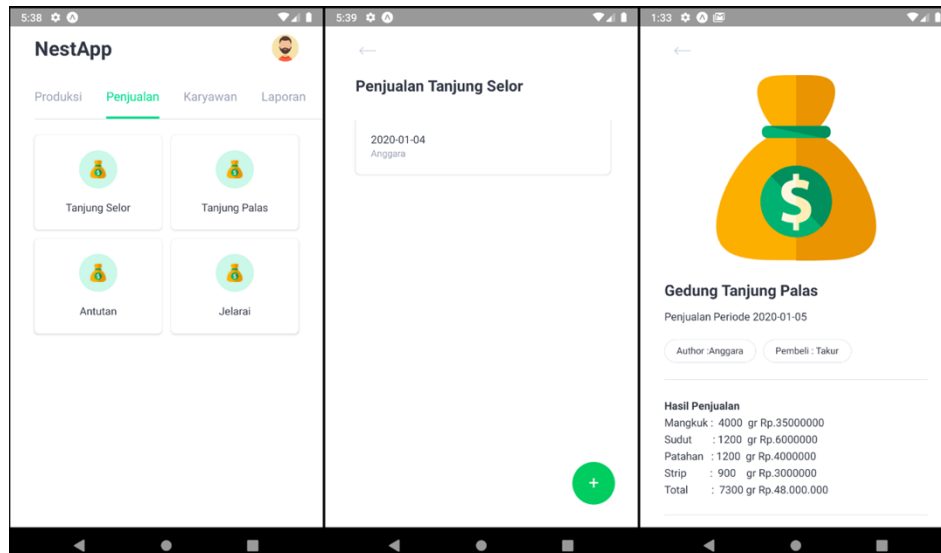 5:38
NestApp
Produksi Penjualan Karyawan Laporan
Tanjung Selor Tanjung Palas
Antutan Jelarai
5:39
Penjualan Tanjung Selor
2020-01-04
Anggara
+
1:33
$
Gedung Tanjung Palas
Penjualan Periode 2020-01-05
Author :Anggara Pembeli : Takur
Hasil Penjualan
Mangkuk : 4000 gr Rp.35000000
Sudut : 1200 gr Rp.6000000
Patahan : 1200 gr Rp.4000000
Strip : 900 gr Rp.3000000
Total : 7300 gr Rp.48.000.000